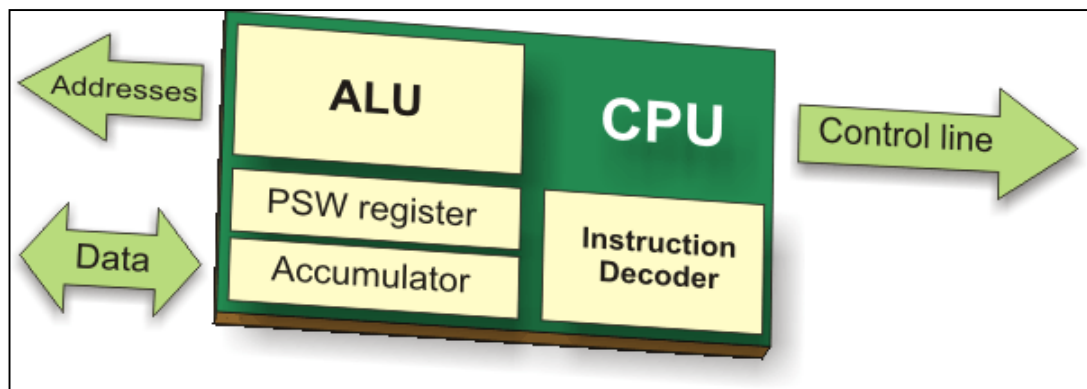 Addresses
ALU
CPU
Control line
PSW register
Data
Accumulator
Instruction
Decoder